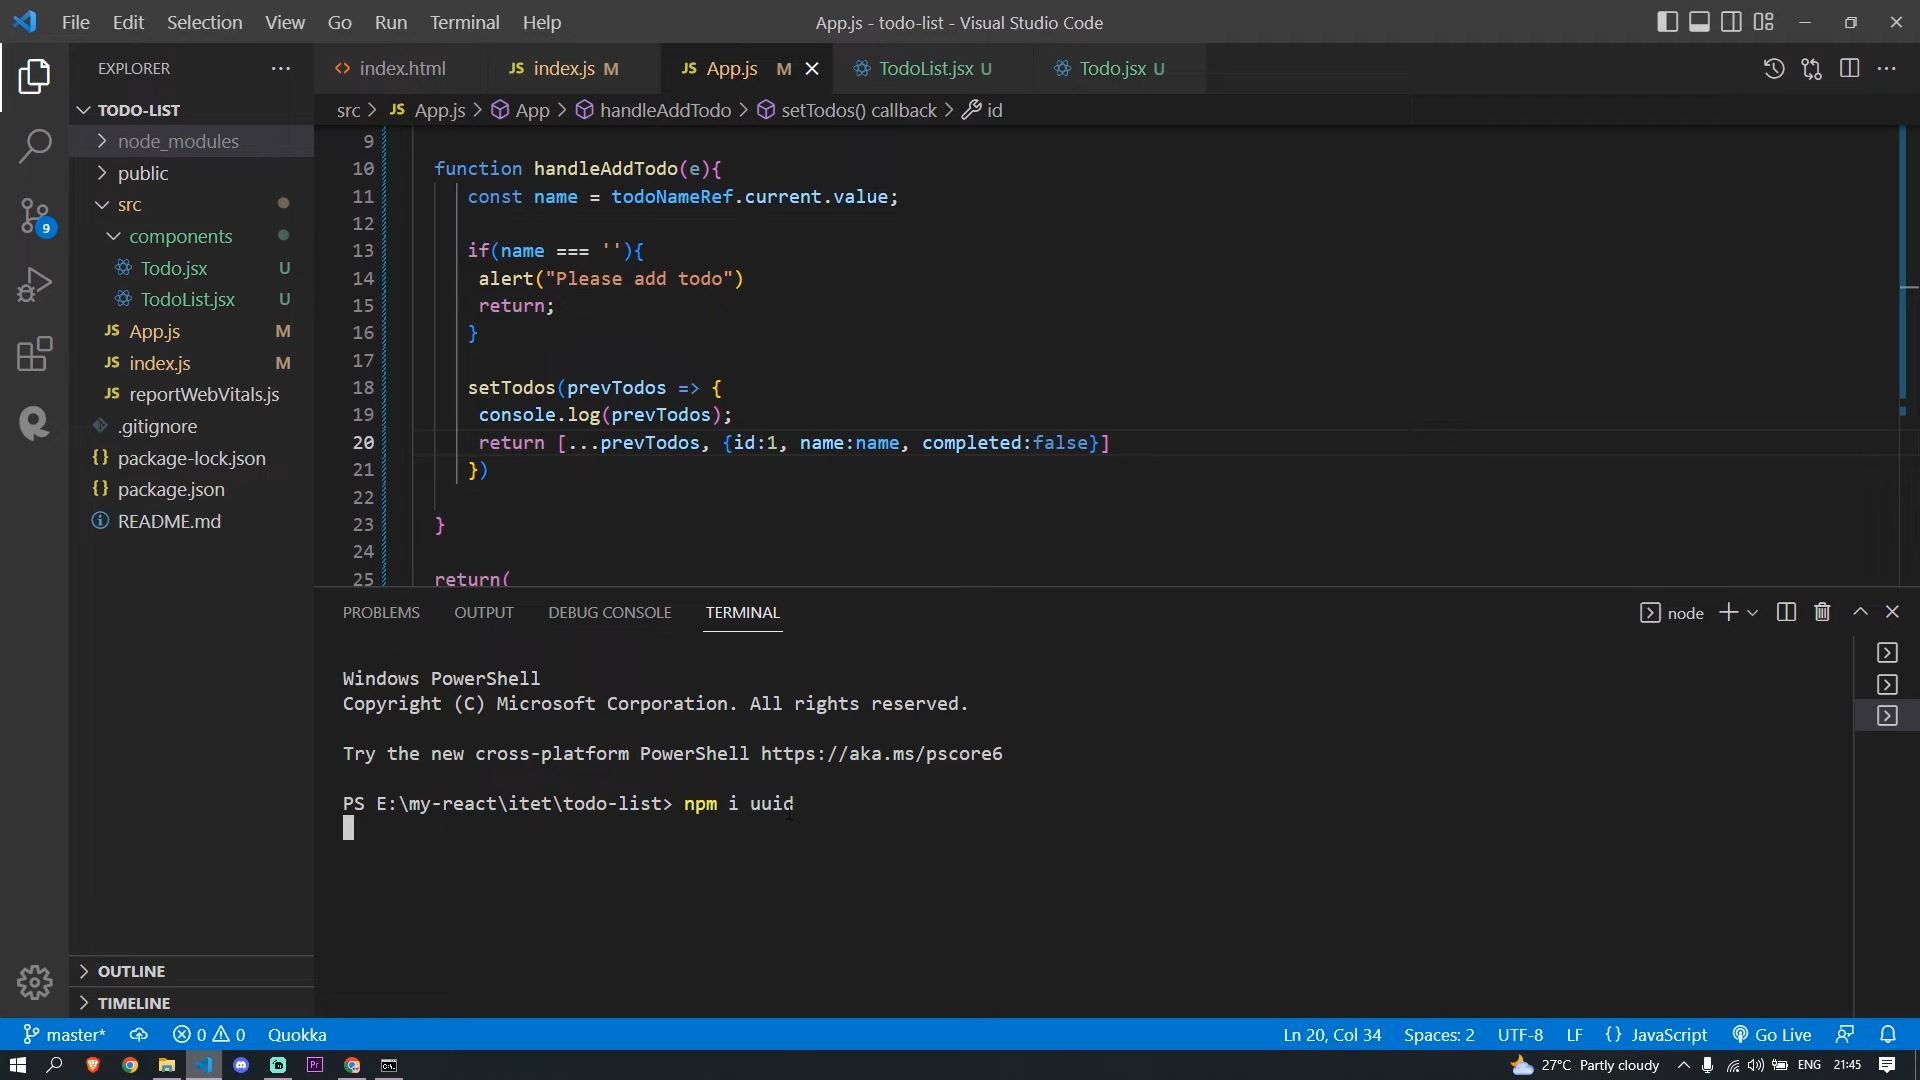 File Edit Selection View Go Run Terminal Help App.js - todo-list - Visual Studio Code
EXPLORER
index.html
JS index.js M
JS App.js M
TodoList.jsx U
Todo.jsx U
TODO-LIST
src > JS App.js > App > handleAddTodo > setTodos() callback > id
node_modules
public
src
components
Todo.jsx U
TodoList.jsx U
JS App.js M
JS index.js M
JS reportWebVitals.js
.gitignore
{} package-lock.json
{} package.json
README.md
9
10 function handleAddTodo(e){
11 const name = todoNameRef.current.value;
12
13 if(name === ''){
14 alert("Please add todo")
15 return;
16 }
17
18 setTodos(prevTodos => {
19 console.log(prevTodos);
20 return [...prevTodos, {id:1, name:name, completed:false}]
21 })
22
23 }
24
25 return(
PROBLEMS OUTPUT DEBUG CONSOLE TERMINAL
node
Windows PowerShell
Copyright (C) Microsoft Corporation. All rights reserved.
Try the new cross-platform PowerShell https://aka.ms/pscore6
PS E:\my-react\itet\todo-list> npm i uuid
OUTLINE
TIMELINE
9
master* 0 0 Quokka Ln 20, Col 34 Spaces: 2 UTF-8 LF {} JavaScript Go Live
Pr
27°C Partly cloudy ENG 21:45